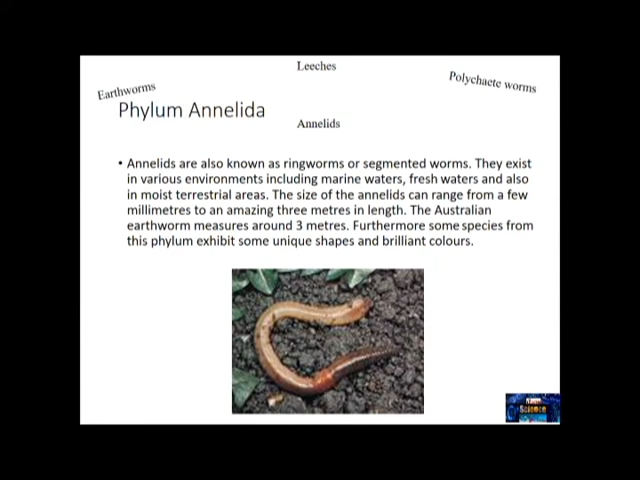 Leeches
Earthworms
Polychaete worms
Phylum Annelida
Annelids
• Annelids are also known as ringworms or segmented worms. They exist
in various environments including marine waters, fresh waters and also
in moist terrestrial areas. The size of the annelids can range from a few
millimetres to an amazing three metres in length. The Australian
earthworm measures around 3 metres. Furthermore some species from
this phylum exhibit some unique shapes and brilliant colours.
Science